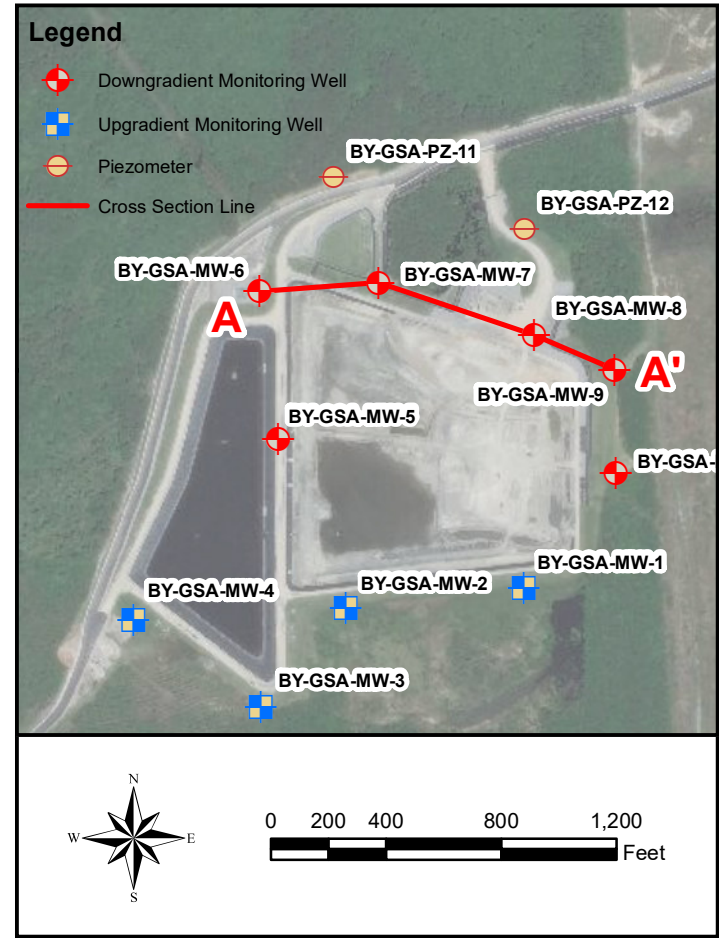 Legend
Downgradient Monitoring Well
Upgradient Monitoring Well
Piezometer
Cross Section Line
BY-GSA-PZ-11
BY-GSA-PZ-12
BY-GSA-MW-6
BY-GSA-MW-7
A
BY-GSA-MW-8
A'
BY-GSA-MW-9
BY-GSA-MW-5
BY-GSA-
BY-GSA-MW-1
BY-GSA-MW-2
BY-GSA-MW-4
BY-GSA-MW-3
N
W E
S
0 200 400 800 1,200
Feet